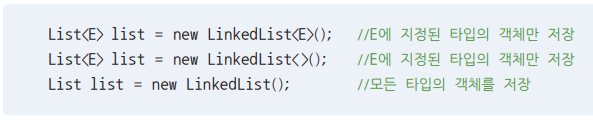 List<E> list = new LinkedList<E>();   //E에 지정된 타입의 객체만 저장
List<E> list = new LinkedList<>();    //E에 지정된 타입의 객체만 저장
List list = new LinkedList();         //모든 타입의 객체를 저장